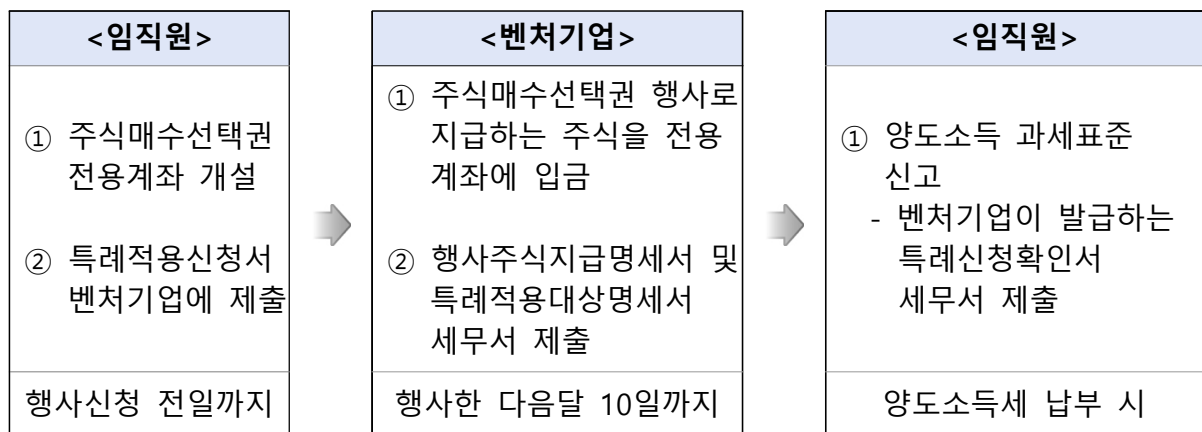 <임직원>
① 주식매수선택권
전용계좌 개설
② 특례적용신청서
벤처기업에 제출
행사신청 전일까지
<벤처기업>
① 주식매수선택권 행사로
지급하는 주식을 전용
계좌에 입금
② 행사주식지급명세서 및
특례적용대상명세서
세무서 제출
행사한 다음달 10일까지
<임직원>
① 양도소득 과세표준
신고
- 벤처기업이 발급하는
특례신청확인서
세무서 제출
양도소득세 납부 시